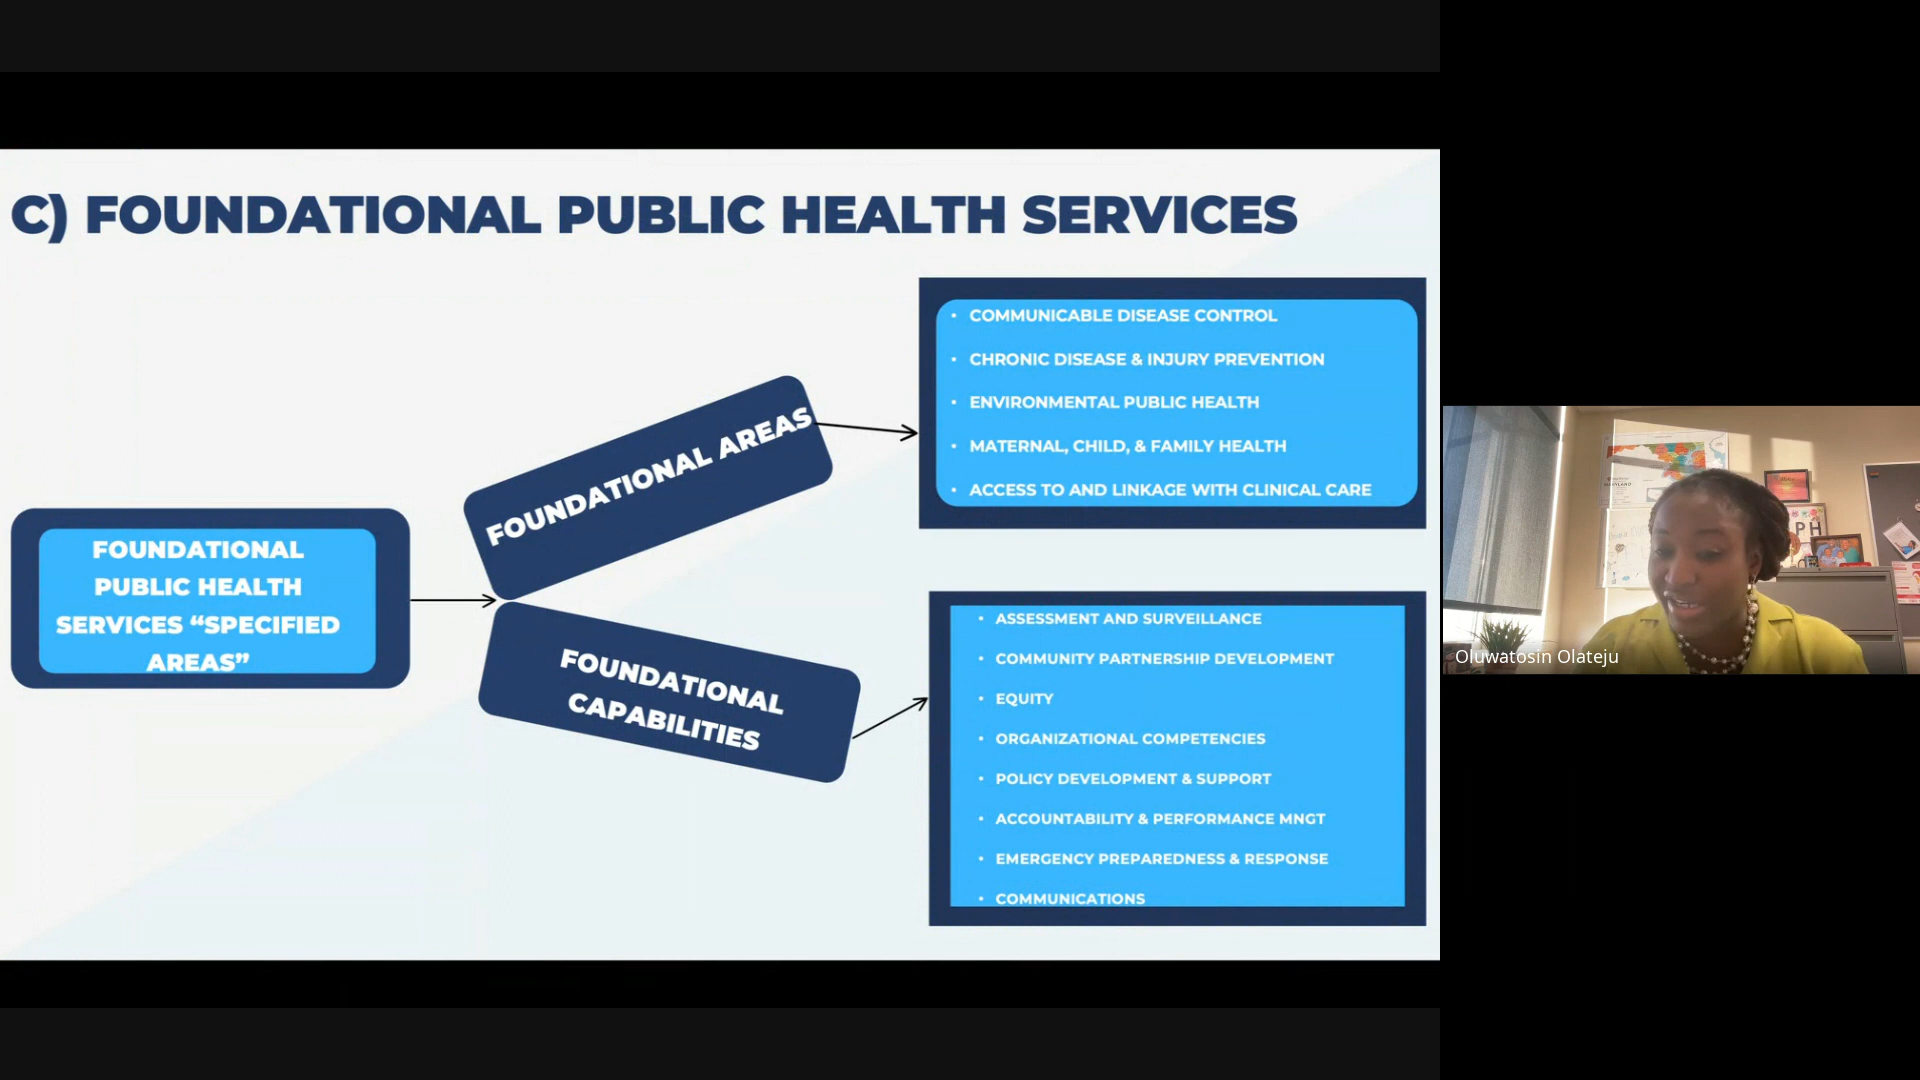 C) FOUNDATIONAL PUBLIC HEALTH SERVICES
FOUNDATIONAL
PUBLIC HEALTH
SERVICES “SPECIFIED
AREAS”
FOUNDATIONAL AREAS
• COMMUNICABLE DISEASE CONTROL
• CHRONIC DISEASE & INJURY PREVENTION
• ENVIRONMENTAL PUBLIC HEALTH
• MATERNAL, CHILD, & FAMILY HEALTH
• ACCESS TO AND LINKAGE WITH CLINICAL CARE
FOUNDATIONAL
CAPABILITIES
• ASSESSMENT AND SURVEILLANCE
• COMMUNITY PARTNERSHIP DEVELOPMENT
• EQUITY
• ORGANIZATIONAL COMPETENCIES
• POLICY DEVELOPMENT & SUPPORT
• ACCOUNTABILITY & PERFORMANCE MNGT
• EMERGENCY PREPAREDNESS & RESPONSE
• COMMUNICATIONS
MARYLAND
PH
Oluwatosin Olateju